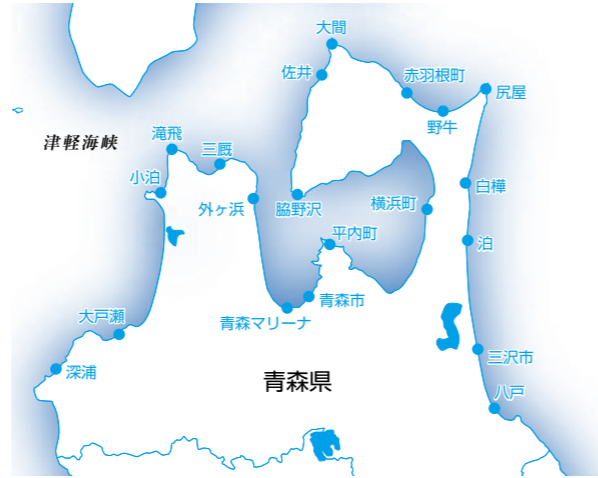 大間
佐井
赤羽根町
尻屋
野牛
津軽海峡
滝飛
三厩
小泊
白樺
外ヶ浜
脇野沢
横浜町
平内町
泊
青森市
大戸瀬
青森マリーナ
三沢市
深浦
青森県
八戸